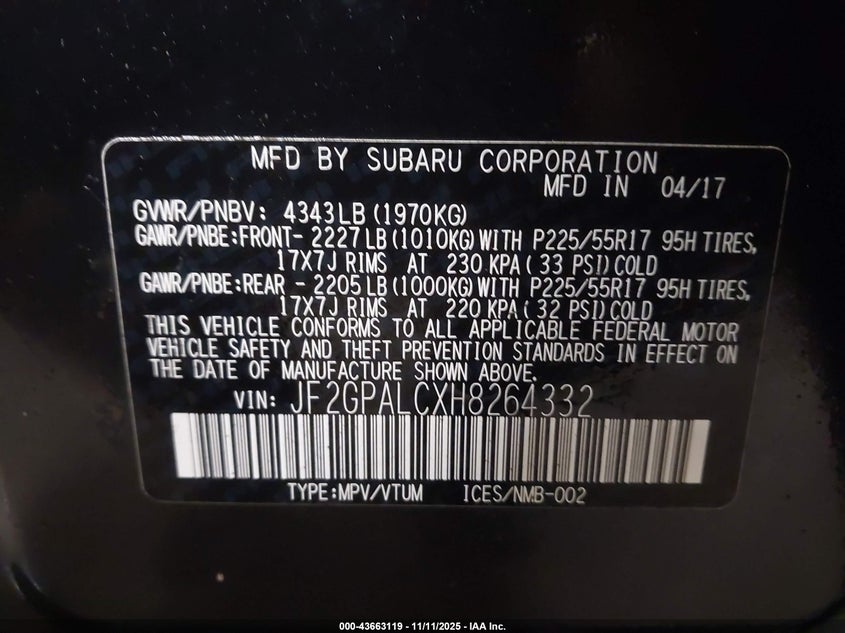 MFD BY SUBARU CORPORATION
MFD IN 04/17
GVWR/PNBV: 4343LB(1970KG)
GAWR/PNBE:FRONT- 2227LB(1010KG)WITH P225/55R17 95H TIRES,
17X7J RIMS AT 230 KPA(33 PSI)COLD
GAWR/PNBE:REAR - 2205LB(1000KG)WITH P225/55R17 95H TIRES,
17X7J RIMS AT 220 KPA(32 PSI)COLD
THIS VEHICLE CONFORMS TO ALL APPLICABLE FEDERAL MOTOR
VEHICLE SAFETY AND THEFT PREVENTION STANDARDS IN EFFECT ON
THE DATE OF MANUFACTURE SHOWN ABOVE.
VIN: JF2GPALCXH8264332
TYPE:MPV/VTUM ICES/NMB-002
000-43663119 - 11/11/2025 - IAA Inc.